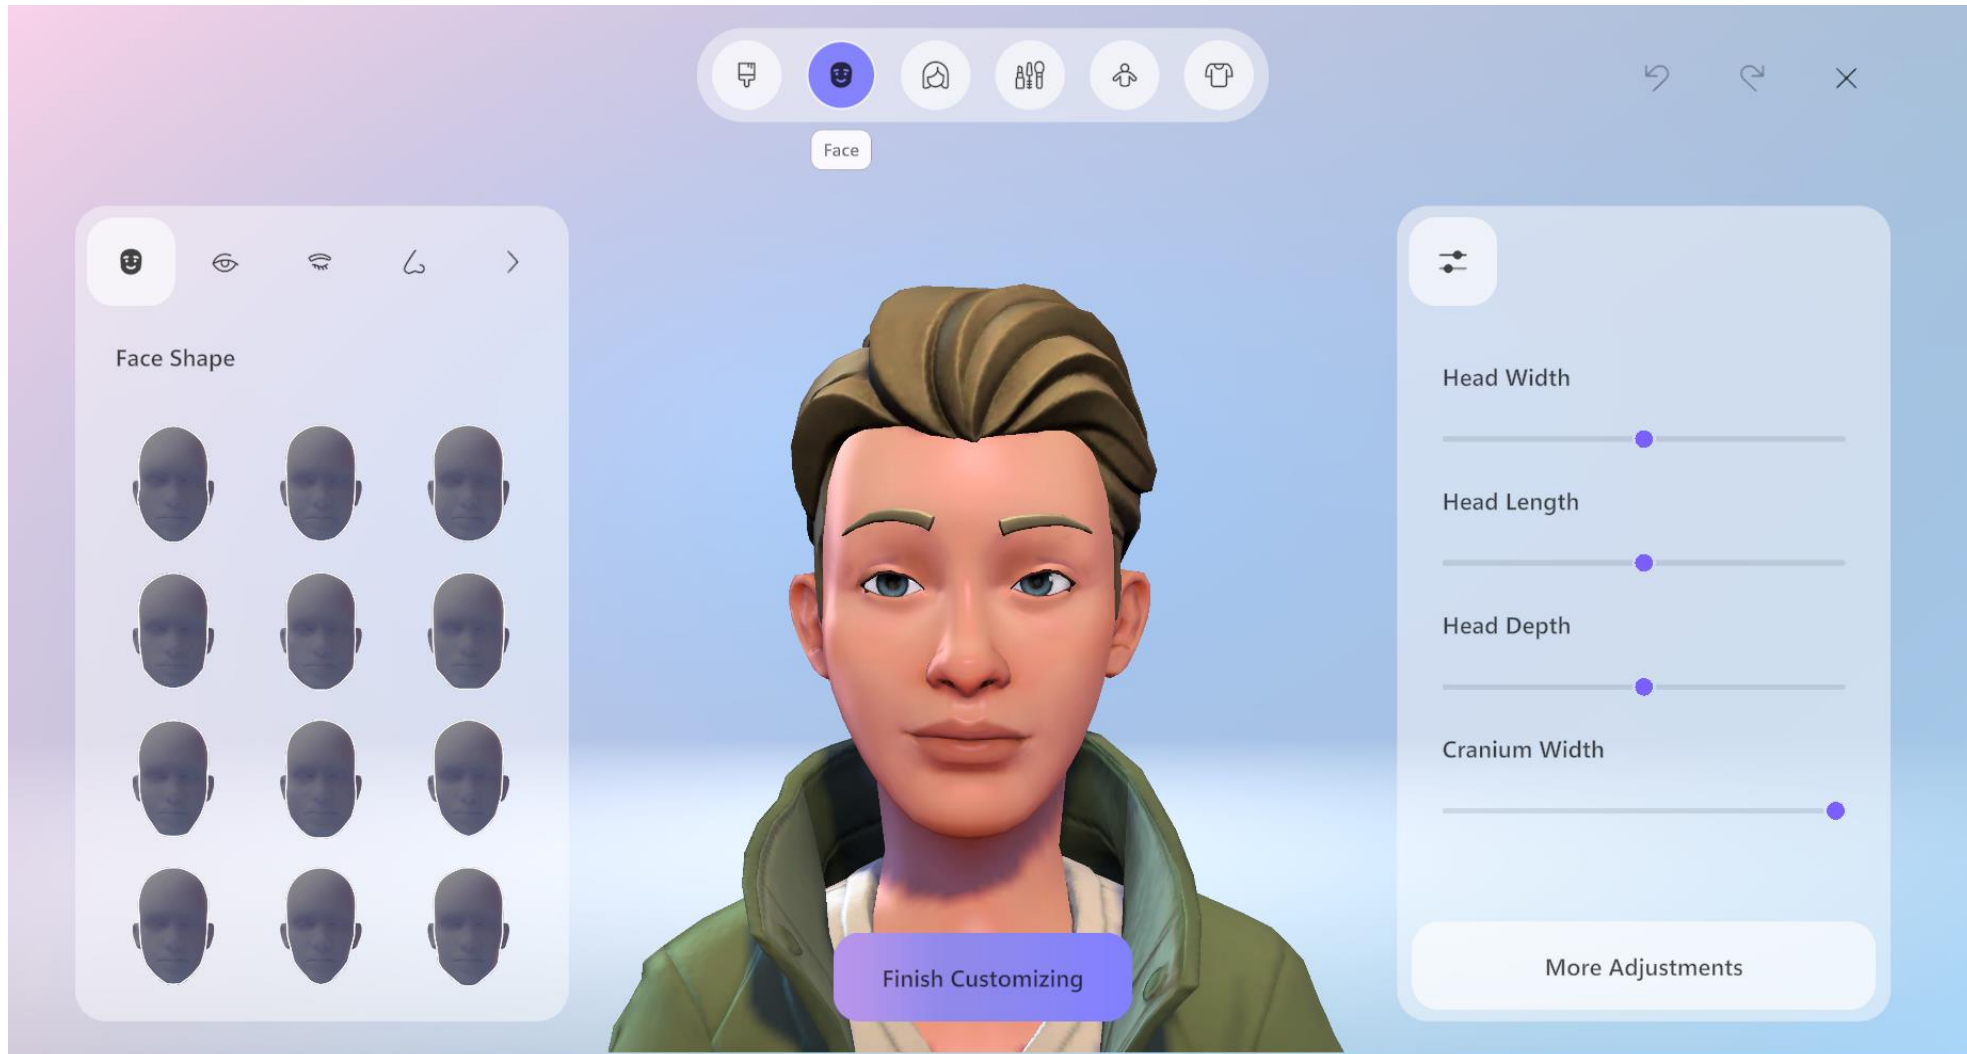 Face
Face Shape
Head Width
Head Length
Head Depth
Cranium Width
Finish Customizing
More Adjustments